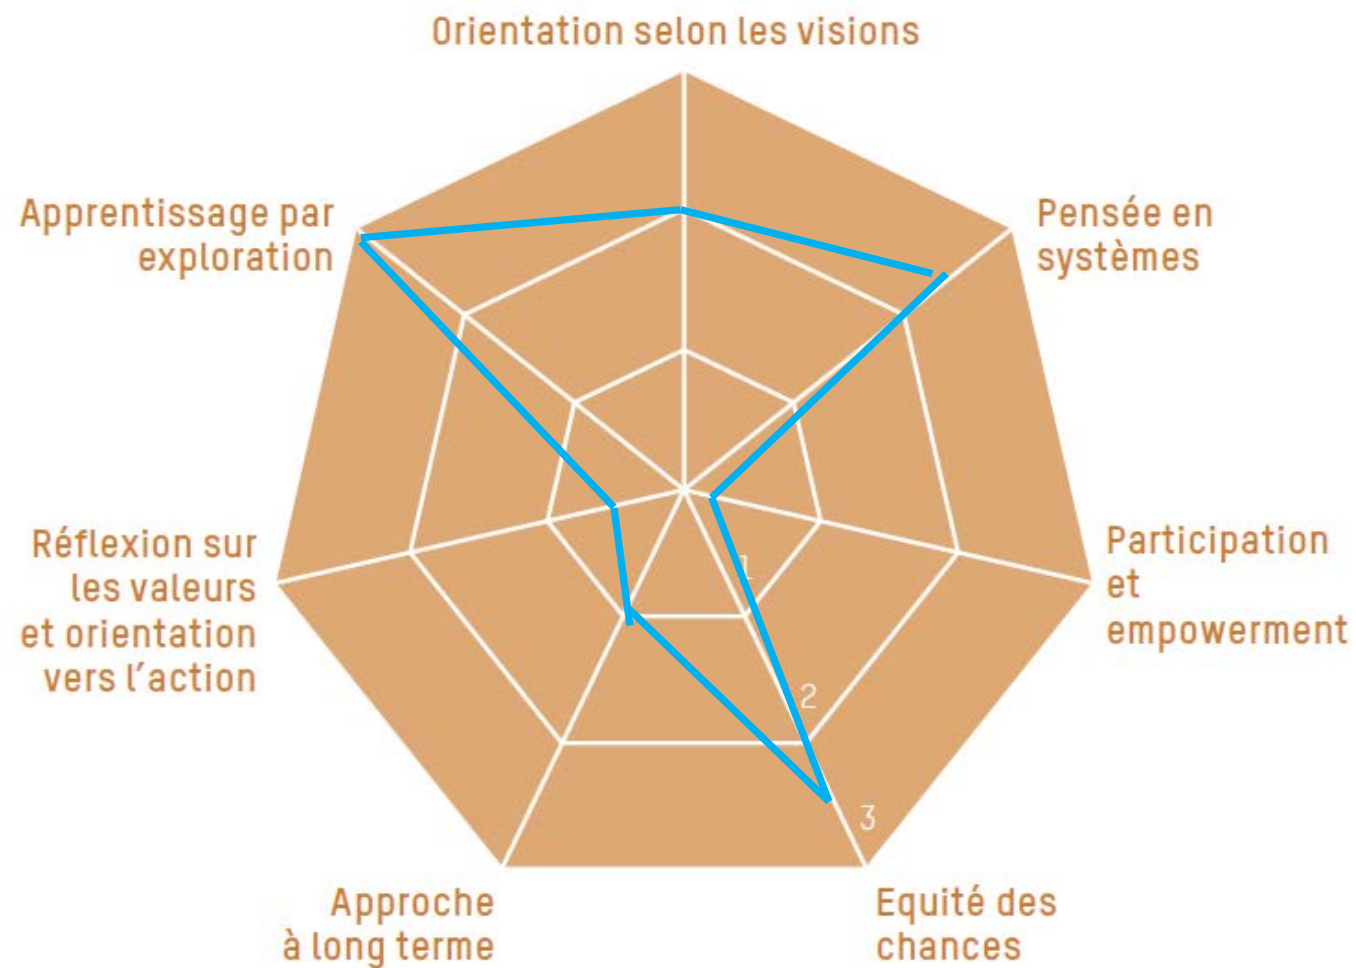 Orientation selon les visions
Apprentissage par
exploration
Pensée en
systèmes
Réflexion sur
les valeurs
et orientation
vers l'action
Participation
et
empowerment
1
2
3
Approche
à long terme
Equité des
chances